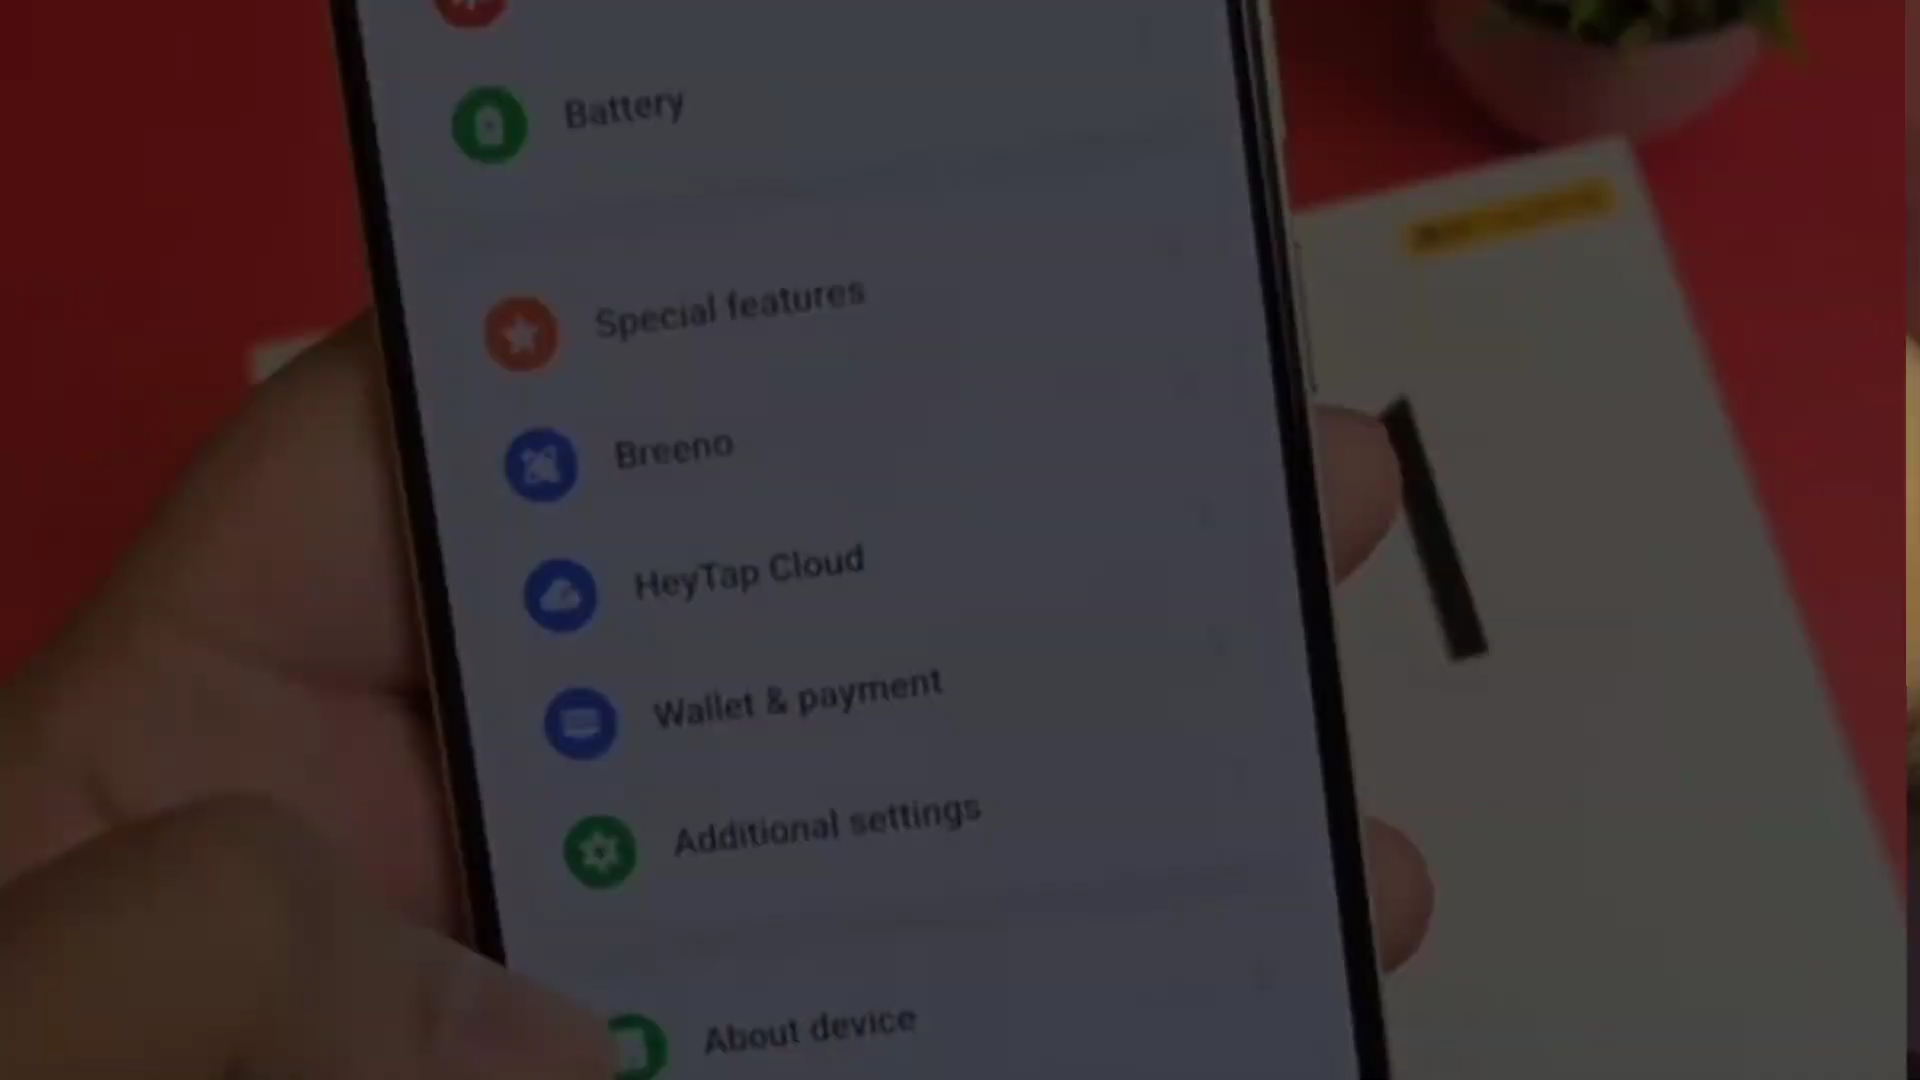 Battery
Special features
Breeno
HeyTap Cloud
Wallet & payment
Additional settings
About device